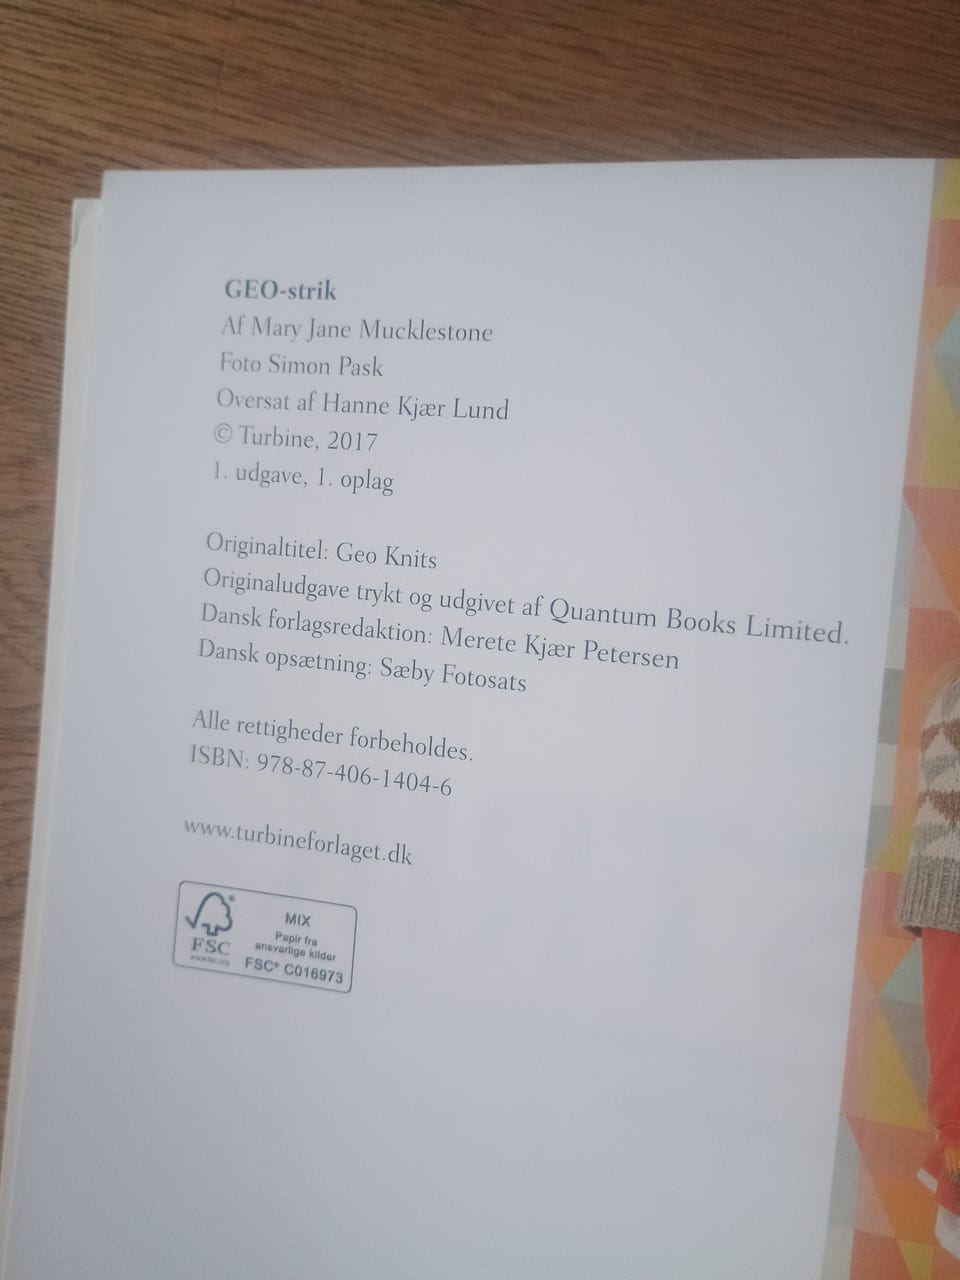 GEO-strik
Af Mary Jane Mucklestone
Foto Simon Pask
Oversat af Hanne Kjær Lund
© Turbine, 2017
1. udgave, 1. oplag
Originaltitel: Geo Knits
Originaludgave trykt og udgivet af Quantum Books Limited.
Dansk forlagsredaktion: Merete Kjær Petersen
Dansk opsætning: Sæby Fotosats
Alle rettigheder forbeholdes.
ISBN: 978-87-406-1404-6
www.turbineforlaget.dk
FSC
www.fsc.org
MIX
Papir fra
ansvarlige kilder
FSC® C016973